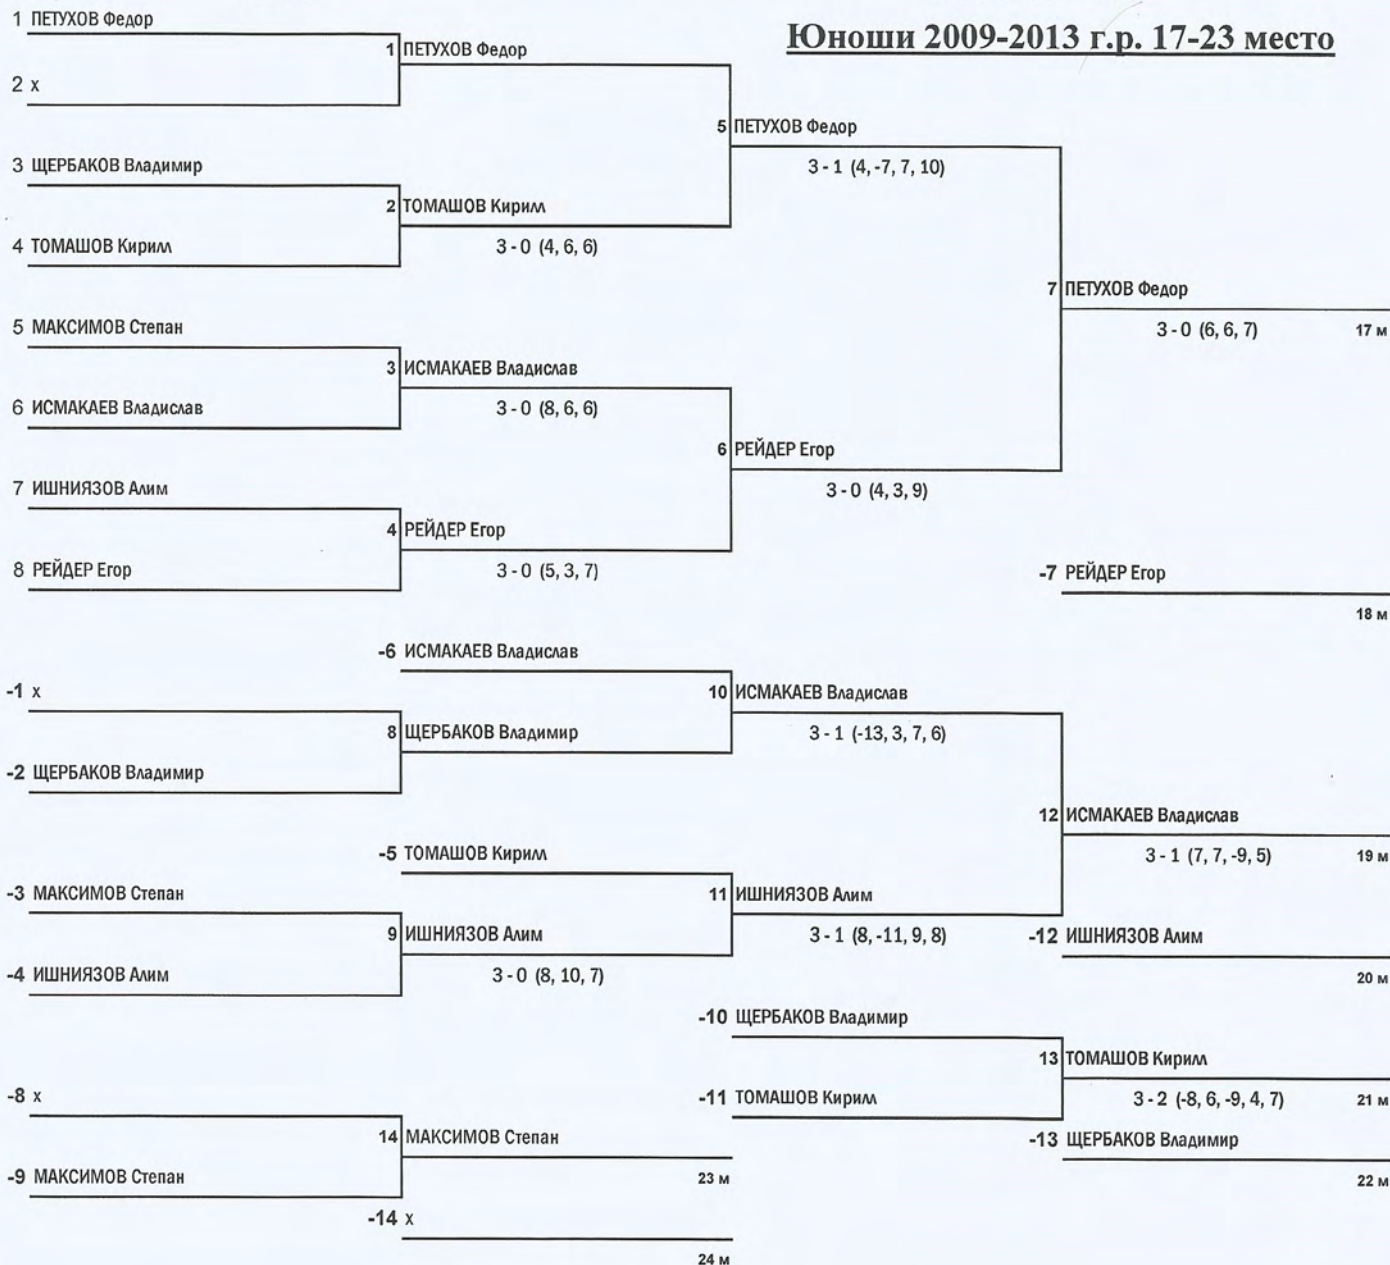 Юноши 2009-2013 г.р. 17-23 место
1 ПЕТУХОВ Федор
1 ПЕТУХОВ Федор
2 х
5 ПЕТУХОВ Федор
3 - 1 (4, -7, 7, 10)
3 ЩЕРБАКОВ Владимир
2 ТОМАШОВ Кирилл
3 - 0 (4, 6, 6)
4 ТОМАШОВ Кирилл
7 ПЕТУХОВ Федор
3 - 0 (6, 6, 7) 17 м
5 МАКСИМОВ Степан
3 ИСМАКАЕВ Владислав
3 - 0 (8, 6, 6)
6 ИСМАКАЕВ Владислав
6 РЕЙДЕР Егор
3 - 0 (4, 3, 9)
7 ИШНИЯЗОВ Алим
4 РЕЙДЕР Егор
3 - 0 (5, 3, 7)
8 РЕЙДЕР Егор
-7 РЕЙДЕР Егор
18 м
-6 ИСМАКАЕВ Владислав
-1 х
10 ИСМАКАЕВ Владислав
3 - 1 (-13, 3, 7, 6)
8 ЩЕРБАКОВ Владимир
-2 ЩЕРБАКОВ Владимир
12 ИСМАКАЕВ Владислав
3 - 1 (7, 7, -9, 5) 19 м
-5 ТОМАШОВ Кирилл
-3 МАКСИМОВ Степан
11 ИШНИЯЗОВ Алим
3 - 1 (8, -11, 9, 8)
9 ИШНИЯЗОВ Алим
3 - 0 (8, 10, 7)
-4 ИШНИЯЗОВ Алим
-12 ИШНИЯЗОВ Алим
20 м
-10 ЩЕРБАКОВ Владимир
13 ТОМАШОВ Кирилл
3 - 2 (-8, 6, -9, 4, 7) 21 м
-11 ТОМАШОВ Кирилл
-13 ЩЕРБАКОВ Владимир
22 м
-8 х
14 МАКСИМОВ Степан
23 м
-9 МАКСИМОВ Степан
-14 х
24 м